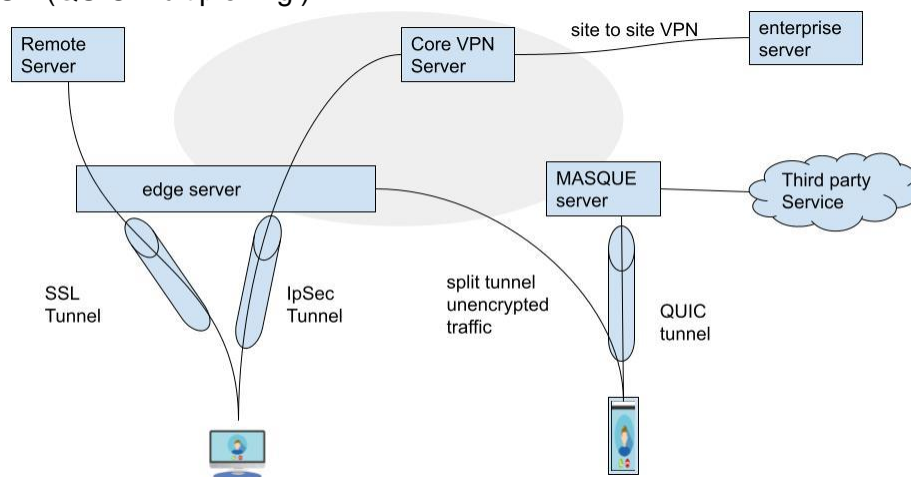 Remote
Server
Core VPN
Server
site to site VPN
enterprise
server
edge server
MASQUE
server
Third party
Service
SSL
Tunnel
IpSec
Tunnel
split tunnel
unencrypted
traffic
QUIC
tunnel